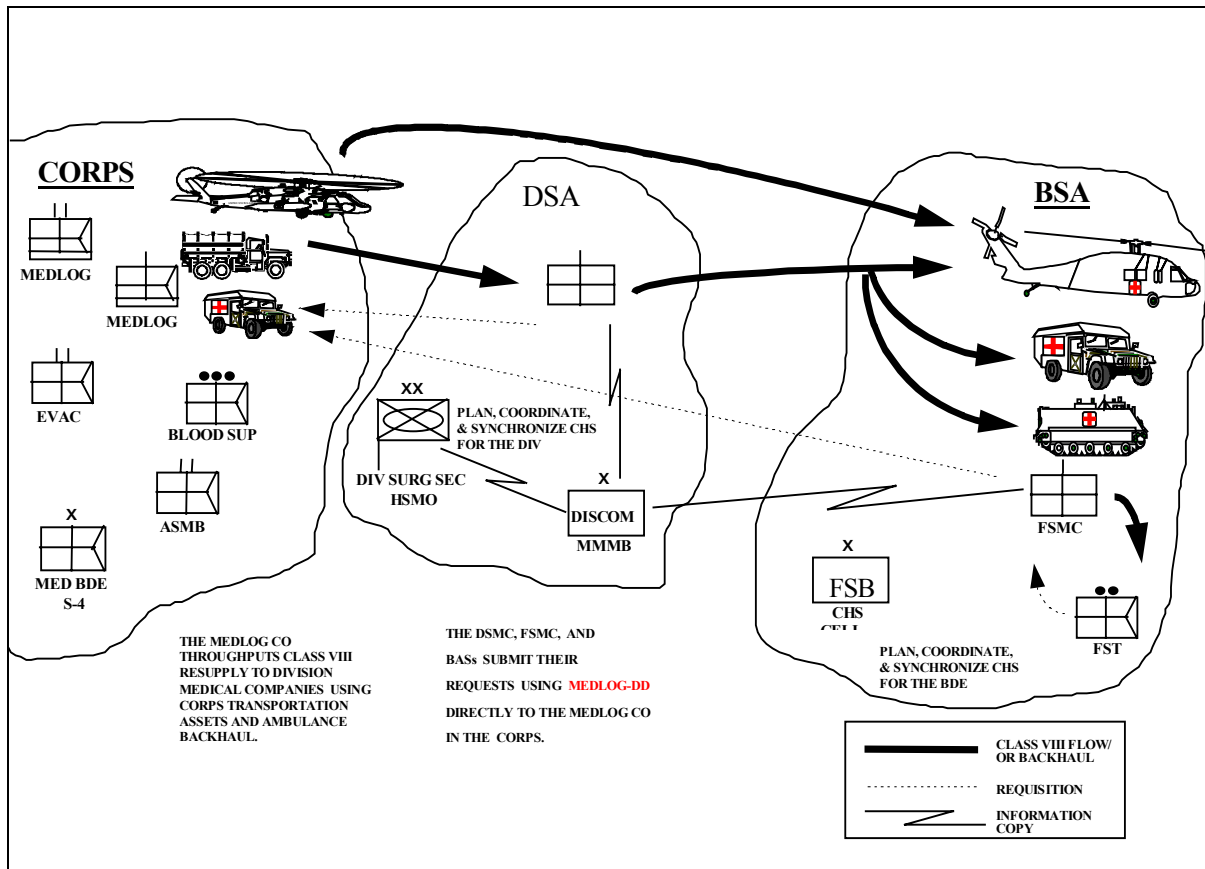 CORPS
MEDLOG
MEDLOG
EVAC
BLOOD SUP
ASMB
X
MED BDE
S-4
DSA
XX
PLAN, COORDINATE,
& SYNCHRONIZE CHS
FOR THE DIV
DIV SURG SEC
HSMO
X
DISCOM
MMMB
BSA
FSMC
X
FSB
CHS
FST
PLAN, COORDINATE,
& SYNCHRONIZE CHS
FOR THE BDE
THE MEDLOG CO
THROUGHPUTS CLASS VIII
RESUPPLY TO DIVISION
MEDICAL COMPANIES USING
CORPS TRANSPORTATION
ASSETS AND AMBULANCE
BACKHAUL.
THE DSMC, FSMC, AND
BASs SUBMIT THEIR
REQUESTS USING MEDLOG-DD
DIRECTLY TO THE MEDLOG CO
IN THE CORPS.
CLASS VIII FLOW/
OR BACKHAUL
REQUISITION
INFORMATION
COPY